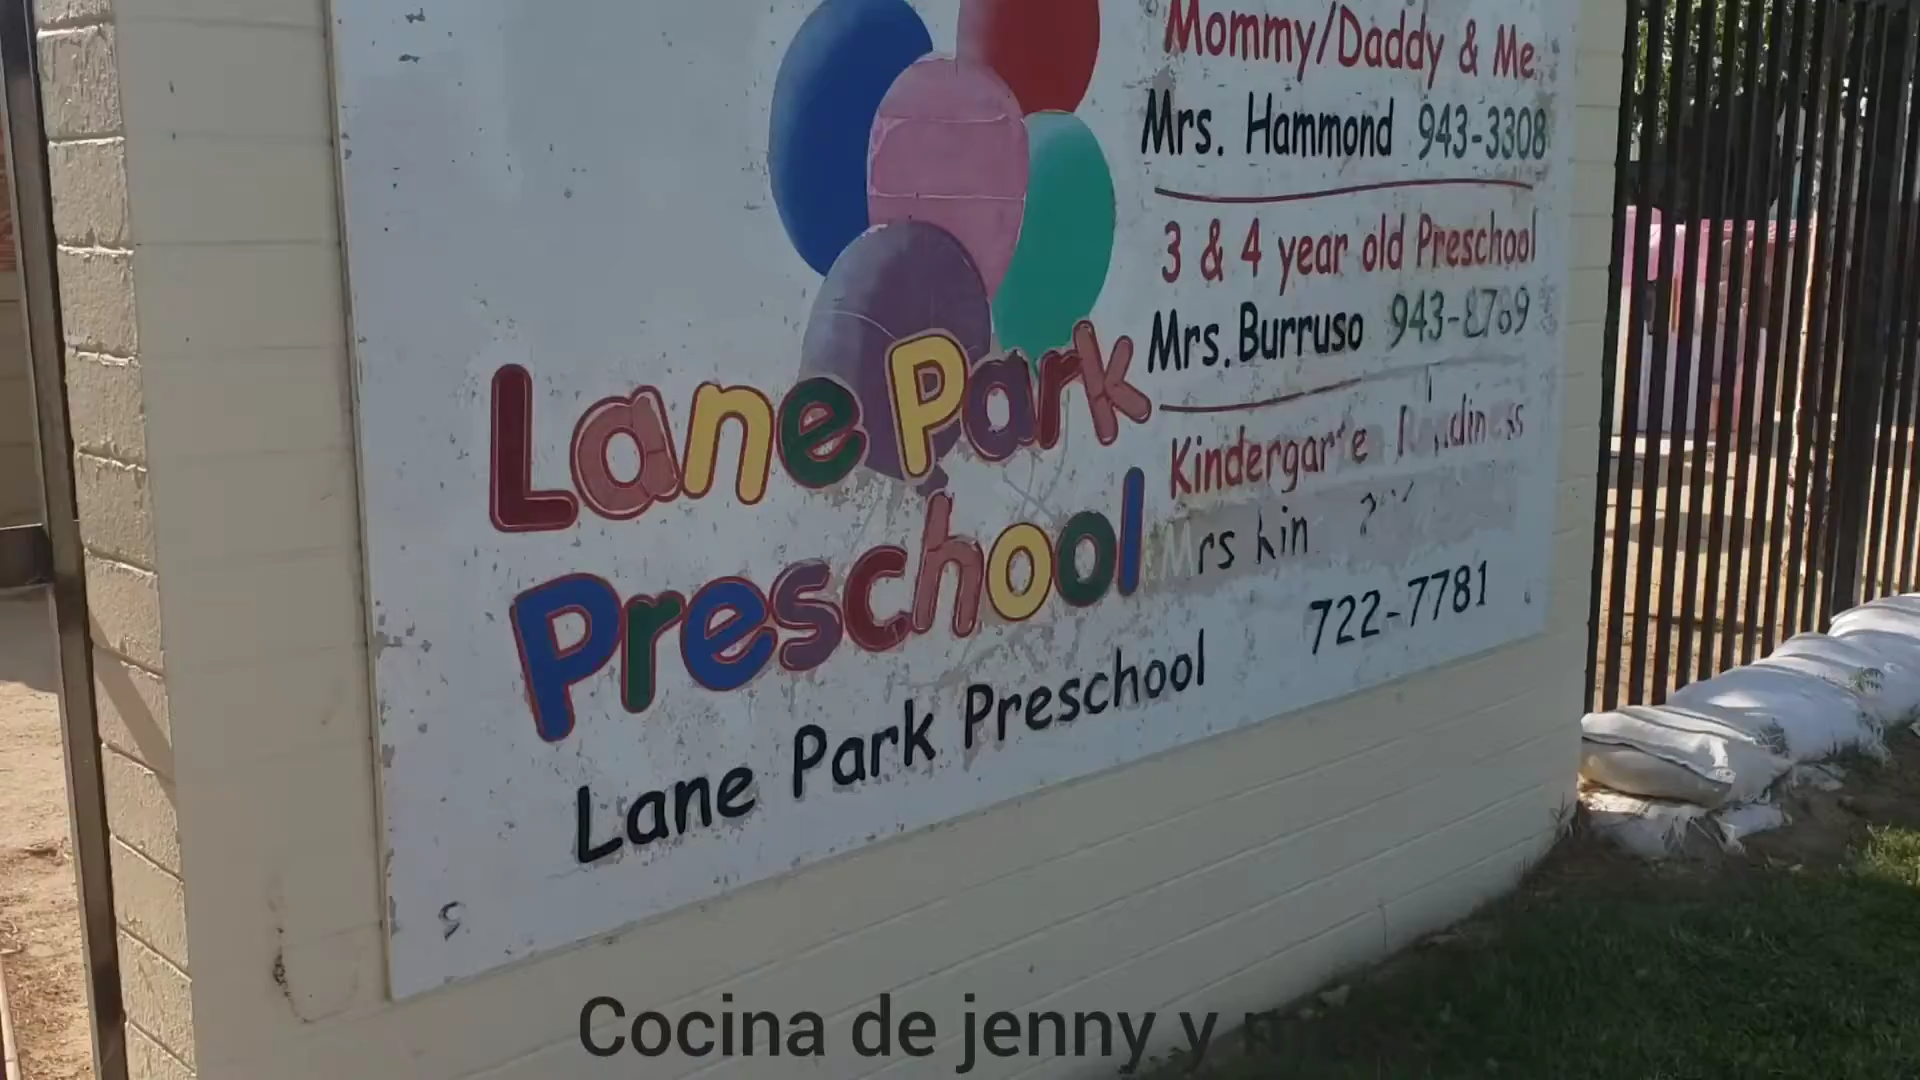 Mommy/Daddy & Me
Mrs. Hammond 943-3308
3 & 4 year old Preschool
Mrs. Burruso 943-8769
Lane Park
Preschool
Lane Park Preschool 722-7781
Cocina de jenny y